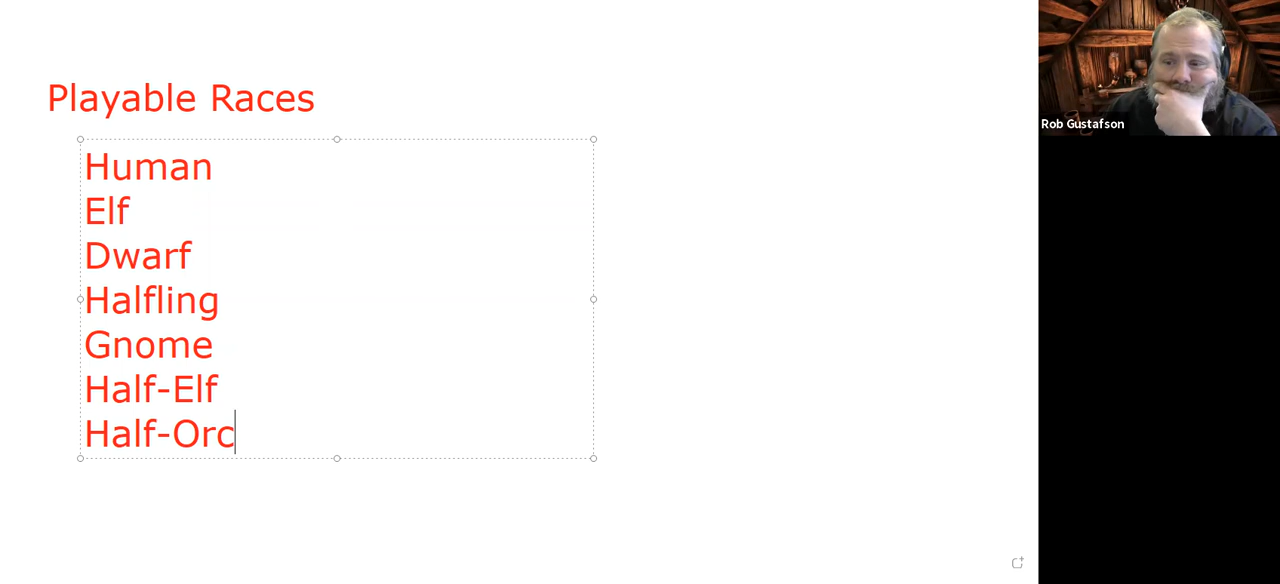 Playable Races
Human
Elf
Dwarf
Halfling
Gnome
Half-Elf
Half-Orc
Rob Gustafson